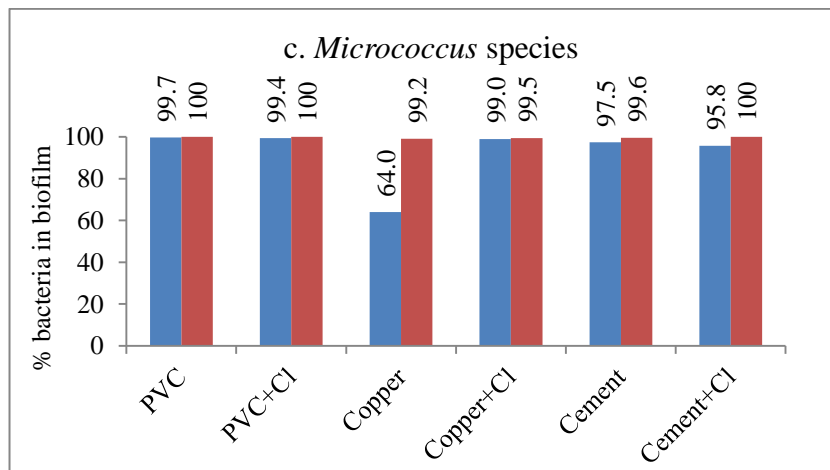 c. Micrococcus species
99.7
100
99.4
100
64.0
99.2
99.0
99.5
97.5
99.6
95.8
100
% bacteria in biofilm
100
80
60
40
20
0
PVC
PVC+Cl
Copper
Copper+Cl
Cement
Cement+Cl